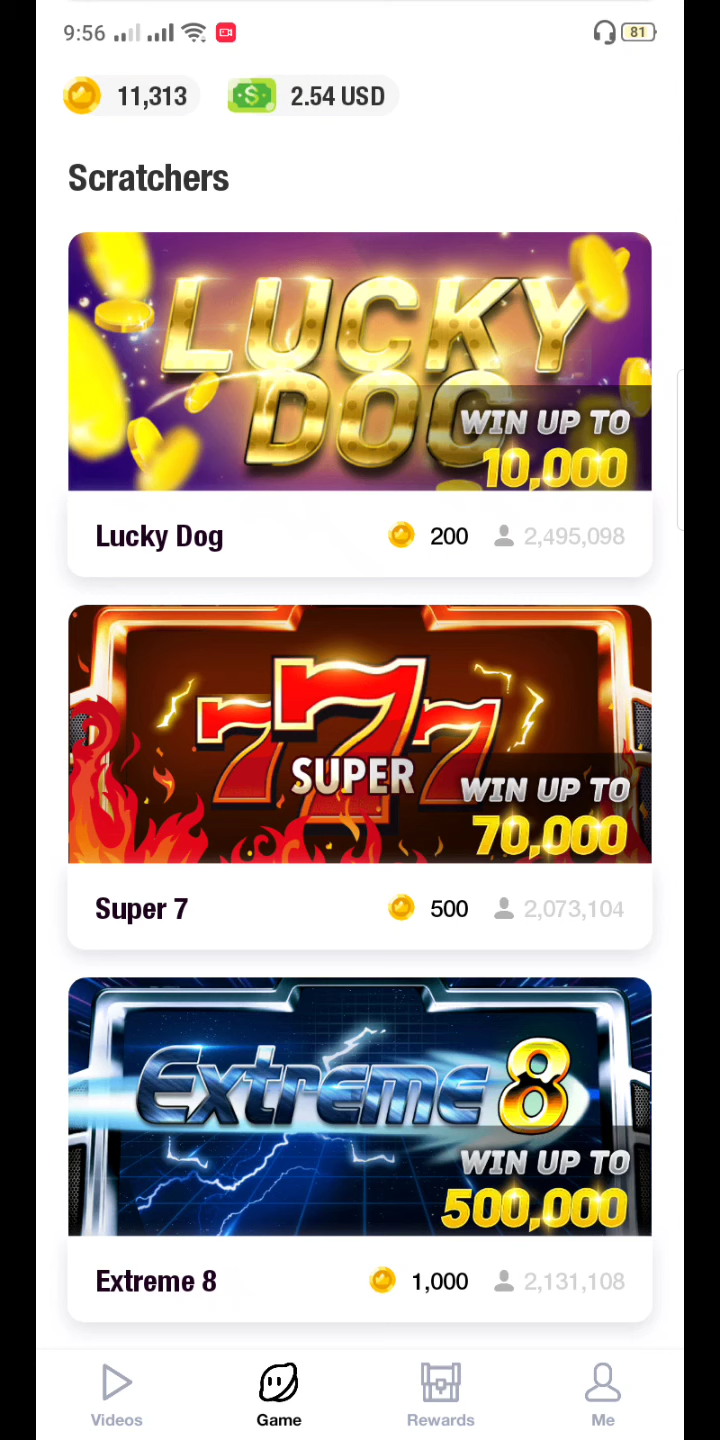 9:56
81
11,313
2.54 USD
Scratchers
LUCKY
DOG
WIN UP TO
10,000
Lucky Dog
200
2,495,098
777
SUPER
WIN UP TO
70,000
Super 7
500
2,073,104
Extreme 8
WIN UP TO
500,000
Extreme 8
1,000
2,131,108
Videos
Game
Rewards
Me